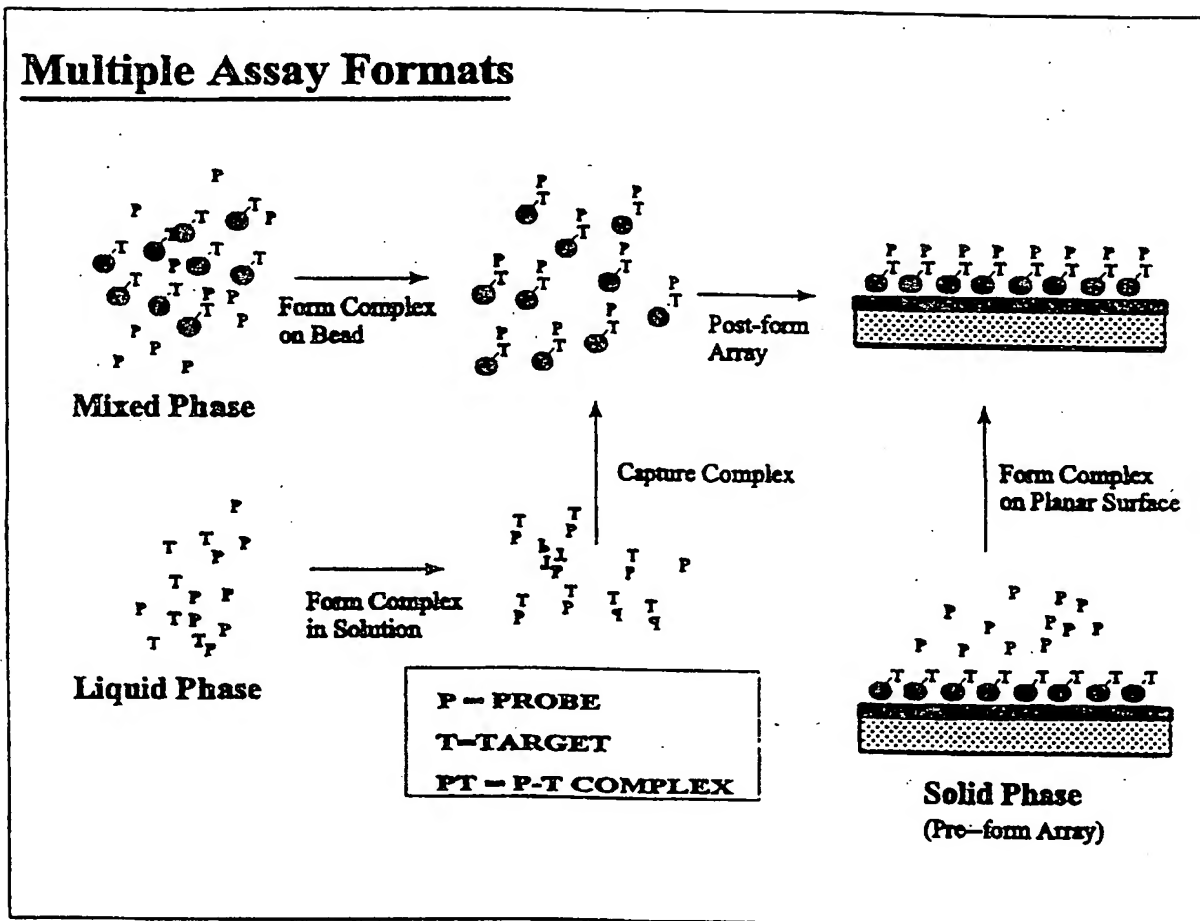 Multiple Assay Formats
Form Complex
on Bead
Post-form
Array
Mixed Phase
Capture Complex
Form Complex
on Planar Surface
Form Complex
in Solution
Liquid Phase
P = PROBE
T=TARGET
PT = P-T COMPLEX
Solid Phase
(Pre-form Array)